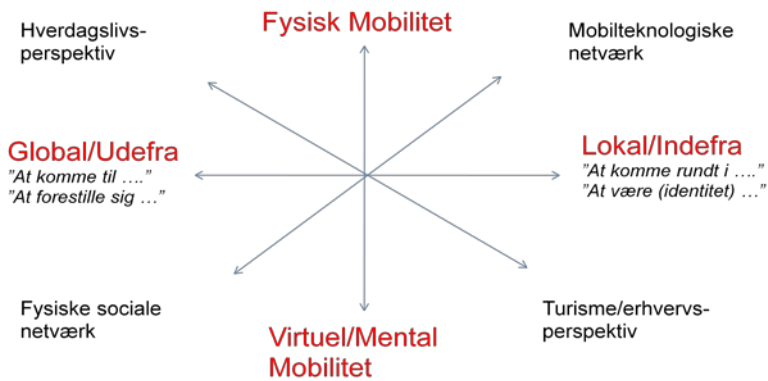 Hverdagslivs-
perspektiv
Fysisk Mobilitet
Mobilteknologiske
netværk
Global/Udefra
"At komme til ...."
"At forestille sig ..."
Lokal/Indefra
"At komme rundt i ...."
"At være (identitet) ..."
Fysiske sociale
netværk
Virtuel/Mental
Mobilitet
Turisme/erhvervs-
perspektiv